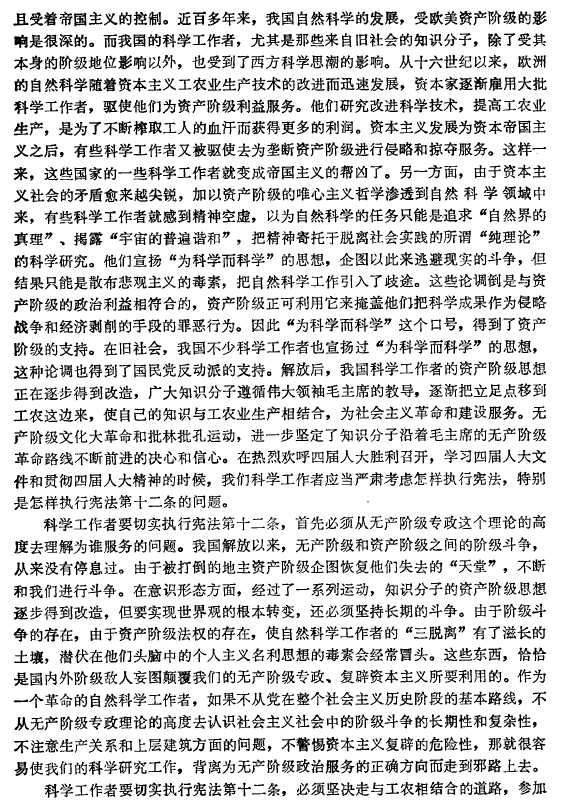 且受着帝国主义的控制。近百多年来，我国自然科学的发展，受欧美资产阶级的影
响是很深的。而我国的科学工作者，尤其是那些来自旧社会的知识分子，除了受其
本身的阶级地位影响以外，也受到了西方科学思潮的影响。从十六世纪以来，欧洲
的自然科学随着资本主义工农业生产技术的改进而迅速发展，资本家逐渐雇用大批
科学工作者，驱使他们为资产阶级利益服务。他们研究改进科学技术，提高工农业
生产，是为了不断榨取工人的血汗而获得更多的利润。资本主义发展为资本帝国主
义之后，有些科学工作者又被驱使去为垄断资产阶级进行侵略和掠夺服务。这样一
来，这些国家的一些科学工作者就变成帝国主义的帮凶了。另一方面，由于资本主
义社会的矛盾愈来越尖锐，加以资产阶级的唯心主义哲学渗透到自然科学领域中
来，有些科学工作者就感到精神空虚，以为自然科学的任务只能是追求“自然界的
真理”、揭露“宇宙的普遍谐和”，把精神寄托于脱离社会实践的所谓“纯理论”
的科学研究。他们宣扬“为科学而科学”的思想，企图以此来逃避现实的斗争，但
结果只能是散布悲观主义的毒素，把自然科学工作引入了歧途。这些论调倒是与资
产阶级的政治利益相符合的，资产阶级正可利用它来掩盖他们把科学成果作为侵略
战争和经济剥削的手段的罪恶行为。因此“为科学而科学”这个口号，得到了资产
阶级的支持。在旧社会，我国不少科学工作者也宣扬过“为科学而科学”的思想，
这种论调也得到了国民党反动派的支持。解放后，我国科学工作者的资产阶级思想
正在逐步得到改造，广大知识分子遵循伟大领袖毛主席的教导，逐渐把立足点移到
工农这边来，使自己的知识与工农业生产相结合，为社会主义革命和建设服务。无
产阶级文化大革命和批林批孔运动，进一步坚定了知识分子沿着毛主席的无产阶级
革命路线不断前进的决心和信心。在热烈欢呼四届人大胜利召开，学习四届人大文
件和贯彻四届人大精神的时候，我们科学工作者应当严肃考虑怎样执行宪法，特别
是怎样执行宪法第十二条的问题。
科学工作者要切实执行宪法第十二条，首先必须从无产阶级专政这个理论的高
度去理解为谁服务的问题。我国解放以来，无产阶级和资产阶级之间的阶级斗争，
从来没有停息过。由于被打倒的地主资产阶级企图恢复他们失去的“天堂”，不断
和我们进行斗争。在意识形态方面，经过了一系列运动，知识分子的资产阶级思想
逐步得到改造，但要实现世界观的根本转变，还必须坚持长期的斗争。由于阶级斗
争的存在，由于资产阶级法权的存在，使自然科学工作者的“三脱离”有了滋长的
土壤，潜伏在他们头脑中的个人主义名利思想的毒素会经常冒头。这些东西，恰恰
是国内外阶级敌人妄图颠覆我们的无产阶级专政、复辟资本主义所要利用的。作为
一个革命的自然科学工作者，如果不从党在整个社会主义历史阶段的基本路线，不
从无产阶级专政理论的高度去认识社会主义社会中的阶级斗争的长期性和复杂性，
不注意生产关系和上层建筑方面的问题，不警惕资本主义复辟的危险性，那就很容
易使我们的科学研究工作，背离为无产阶级政治服务的正确方向而走到邪路上去。
科学工作者要切实执行宪法第十二条，必须坚决走与工农相结合的道路，参加